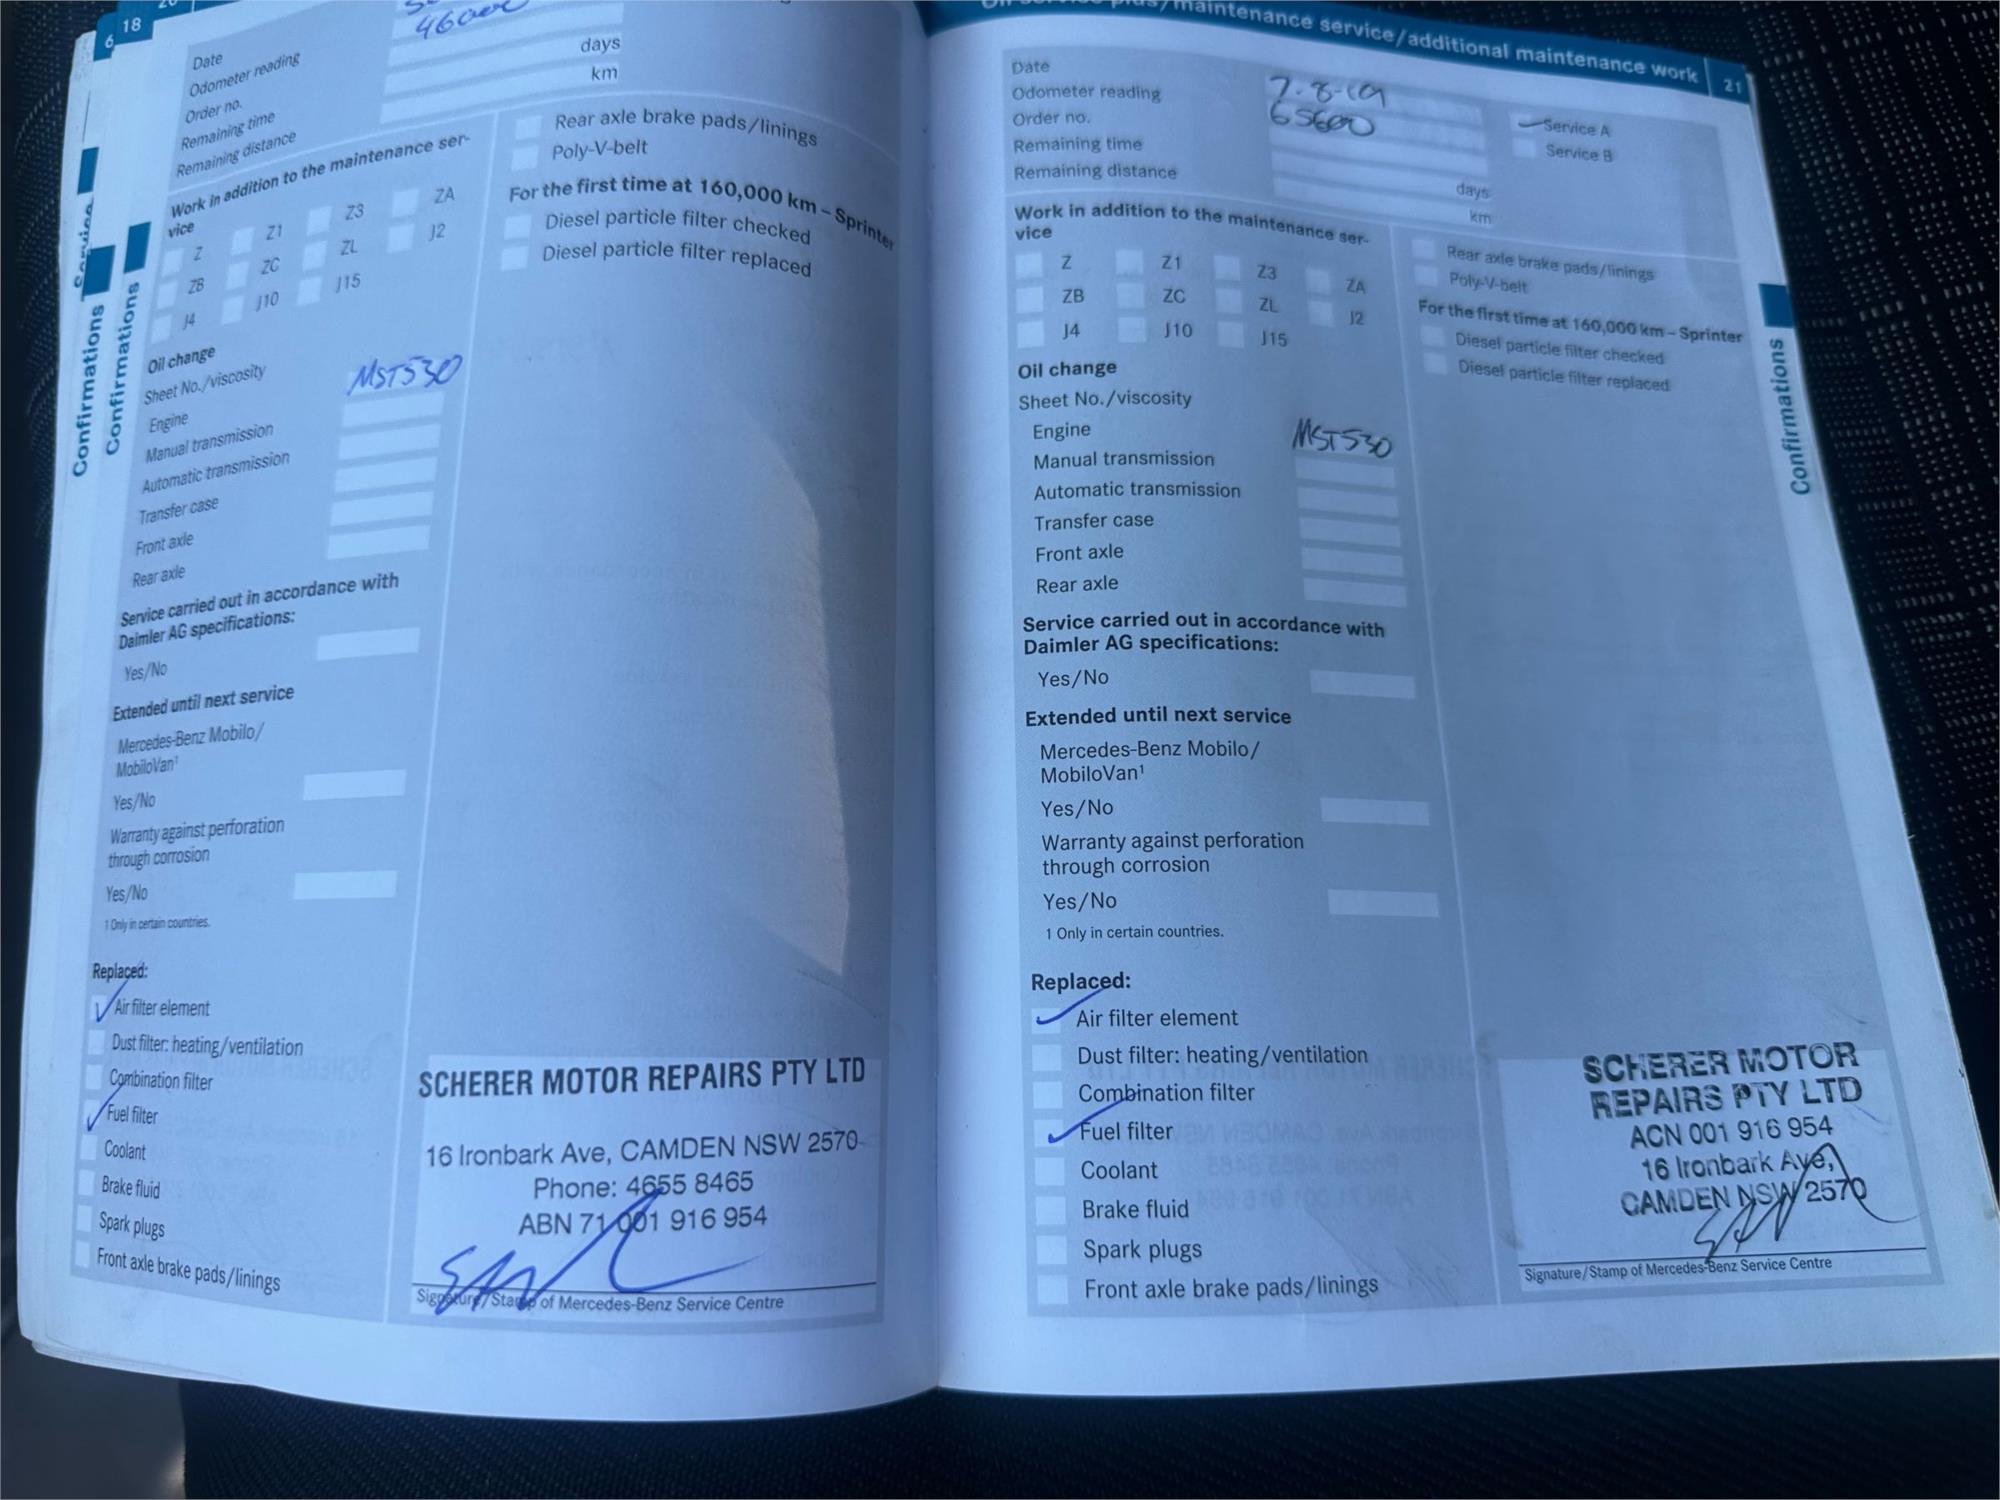 6
18
20
46000
Date
Odometer reading
Order no.
Remaining time
Remaining distance
days
km
Work in addition to the maintenance ser-
vice
Z
Z1
Z3
ZA
ZB
ZC
ZL
J2
J4
J10
J15
Rear axle brake pads/linings
Poly-V-belt
For the first time at 160,000 km – Sprinter
Diesel particle filter checked
Diesel particle filter replaced
Oil change
Sheet No./viscosity
MST530
Engine
Manual transmission
Automatic transmission
Transfer case
Front axle
Rear axle
Service carried out in accordance with
Daimler AG specifications:
Yes/No
Extended until next service
Mercedes-Benz Mobilo/
MobiloVan¹
Yes/No
Warranty against perforation
through corrosion
Yes/No
1 Only in certain countries.
Replaced:
Air filter element
Dust filter: heating/ventilation
Combination filter
Fuel filter
Coolant
Brake fluid
Spark plugs
Front axle brake pads/linings
SCHERER MOTOR REPAIRS PTY LTD
16 Ironbark Ave, CAMDEN NSW 2570
Phone: 4655 8465
ABN 71 001 916 954
Signature/Stamp of Mercedes-Benz Service Centre
Service
Confirmations
Confirmations
maintenance service/additional maintenance work
21
Date
7-8-19
Odometer reading
65600
Order no.
Remaining time
Remaining distance
days
km
Service A
Service B
Work in addition to the maintenance ser-
vice
Z
Z1
Z3
ZA
ZB
ZC
ZL
J2
J4
J10
J15
Rear axle brake pads/linings
Poly-V-belt
For the first time at 160,000 km – Sprinter
Diesel particle filter checked
Diesel particle filter replaced
Oil change
Sheet No./viscosity
Engine
MST530
Manual transmission
Automatic transmission
Transfer case
Front axle
Rear axle
Service carried out in accordance with
Daimler AG specifications:
Yes/No
Extended until next service
Mercedes-Benz Mobilo/
MobiloVan¹
Yes/No
Warranty against perforation
through corrosion
Yes/No
1 Only in certain countries.
Replaced:
Air filter element
Dust filter: heating/ventilation
Combination filter
Fuel filter
Coolant
Brake fluid
Spark plugs
Front axle brake pads/linings
SCHERER MOTOR
REPAIRS PTY LTD
ACN 001 916 954
16 Ironbark Ave,
CAMDEN NSW 2570
Signature/Stamp of Mercedes-Benz Service Centre
Confirmations